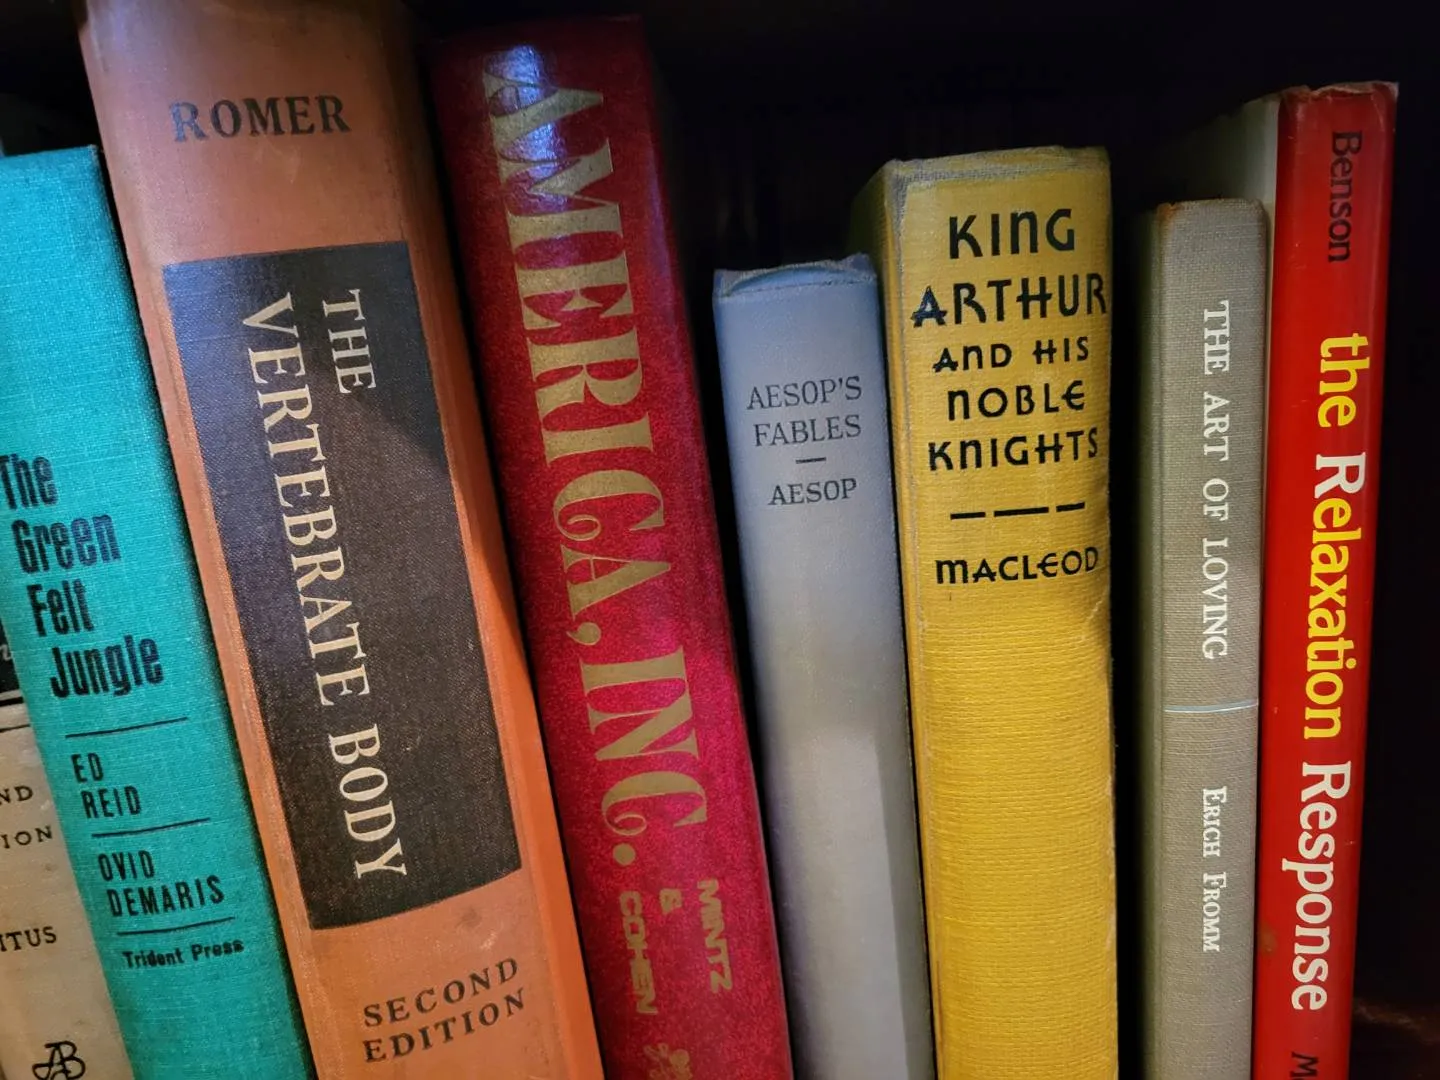 ND
ION
ITUS
AB
The
Green
Felt
Jungle
ED
REID
OVID
DEMARIS
Trident Press
ROMER
THE
VERTEBRATE BODY
SECOND
EDITION
AMERICA, INC.
MINTZ
& COHEN
AESOP'S
FABLES
AESOP
KING
ARTHUR
AND HIS
NOBLE
KNIGHTS
MACLEOD
THE ART OF LOVING
ERICH FROMM
Benson
the Relaxation Response
M